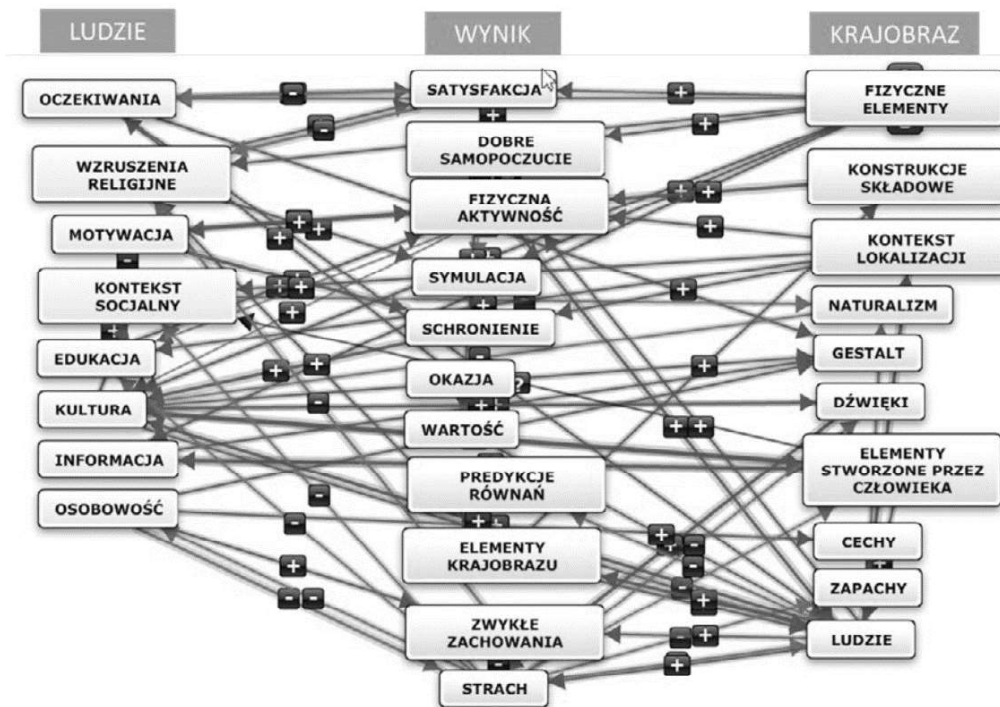 LUDZIE
OCZEKIWANIA
WZRUSZENIA
RELIGIJNE
MOTYWACJA
KONTEKST
SOCJALNY
EDUKACJA
KULTURA
INFORMACJA
OSOBOWOŚĆ
WYNIK
SATYSFAKCJA
DOBRE
SAMOPOCZUCIE
FIZYCZNA
AKTYWNOŚĆ
SYMULACJA
SCHRONIENIE
OKAZJA
WARTOŚĆ
PREDYKCJE
RÓWNAŃ
ELEMENTY
KRAJOBRAZU
ZWYKŁE
ZACHOWANIA
STRACH
KRAJOBRAZ
FIZYCZNE
ELEMENTY
KONSTRUKCJE
SKŁADOWE
KONTEKST
LOKALIZACJI
NATURALIZM
GESTALT
DŹWIĘKI
ELEMENTY
STWORZONE PRZEZ
CZŁOWIEKA
CECHY
ZAPACHY
LUDZIE